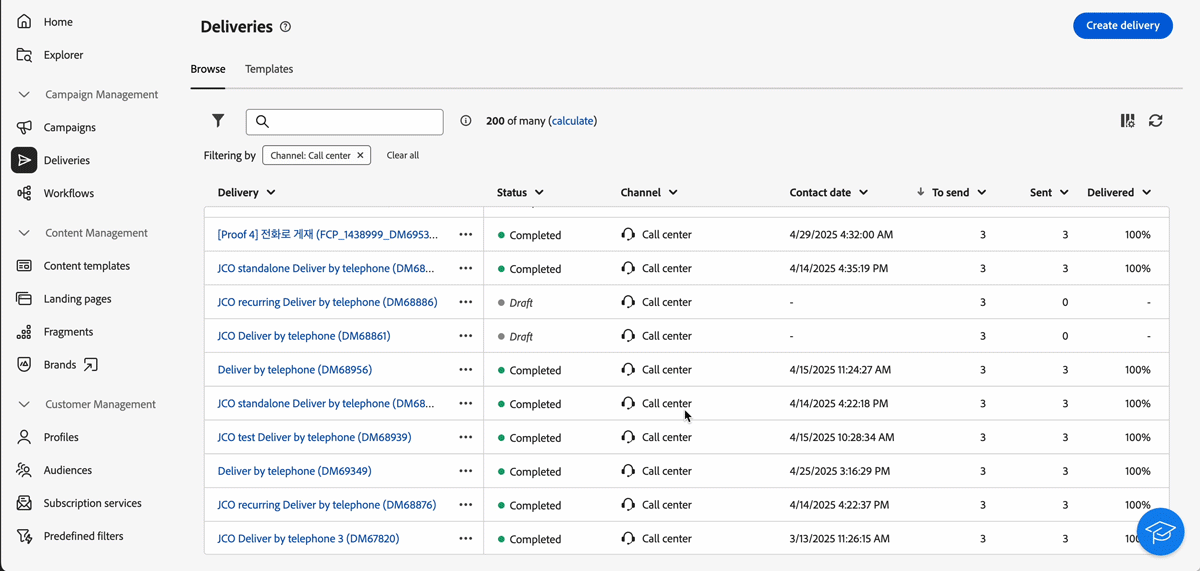 Home
Explorer
Campaign Management
Campaigns
Deliveries
Workflows
Content Management
Content templates
Landing pages
Fragments
Brands
Customer Management
Profiles
Audiences
Subscription services
Predefined filters
Deliveries
Create delivery
Browse Templates
200 of many (calculate)
Filtering by Channel: Call center Clear all
Delivery Status Channel Contact date To send Sent Delivered
[Proof 4] 전화로 게재 (FCP_1438999_DM6953... Completed Call center 4/29/2025 4:32:00 AM 3 3 100%
JCO standalone Deliver by telephone (DM68... Completed Call center 4/14/2025 4:35:19 PM 3 3 100%
JCO recurring Deliver by telephone (DM68886) Draft Call center - 3 0 -
JCO Deliver by telephone (DM68861) Draft Call center - 3 0 -
Deliver by telephone (DM68956) Completed Call center 4/15/2025 11:24:27 AM 3 3 100%
JCO standalone Deliver by telephone (DM68... Completed Call center 4/14/2025 4:22:18 PM 3 3 100%
JCO test Deliver by telephone (DM68939) Completed Call center 4/15/2025 10:28:34 AM 3 3 100%
Deliver by telephone (DM69349) Completed Call center 4/25/2025 3:16:29 PM 3 3 100%
JCO recurring Deliver by telephone (DM68876) Completed Call center 4/14/2025 4:22:37 PM 3 3 100%
JCO Deliver by telephone 3 (DM67820) Completed Call center 3/13/2025 11:26:15 AM 3 3